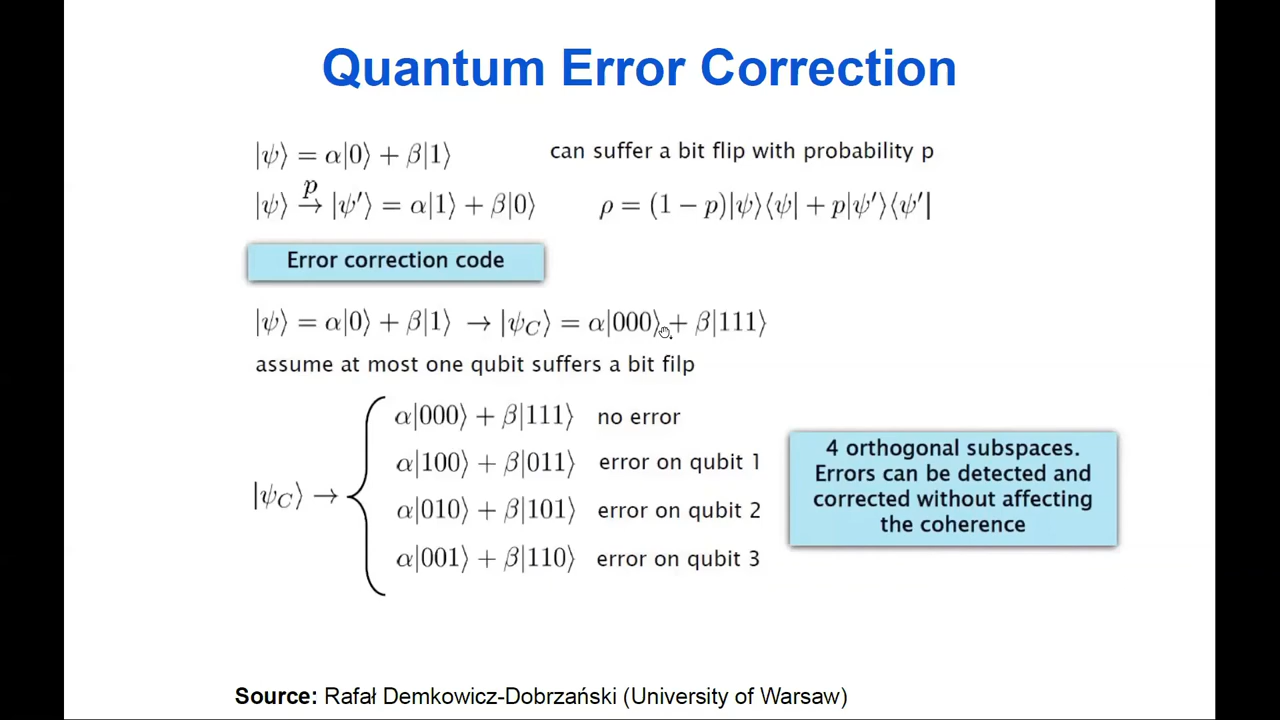 Quantum Error Correction
|ψ⟩ = α|0⟩ + β|1⟩ can suffer a bit flip with probability p
|ψ⟩ →^p |ψ′⟩ = α|1⟩ + β|0⟩ ρ = (1 − p)|ψ⟩⟨ψ| + p|ψ′⟩⟨ψ′|
Error correction code
|ψ⟩ = α|0⟩ + β|1⟩ → |ψ_C⟩ = α|000⟩ + β|111⟩
assume at most one qubit suffers a bit filp
|ψ_C⟩ →
α|000⟩ + β|111⟩ no error
α|100⟩ + β|011⟩ error on qubit 1
α|010⟩ + β|101⟩ error on qubit 2
α|001⟩ + β|110⟩ error on qubit 3
4 orthogonal subspaces.
Errors can be detected and
corrected without affecting
the coherence
Source: Rafał Demkowicz-Dobrzański (University of Warsaw)